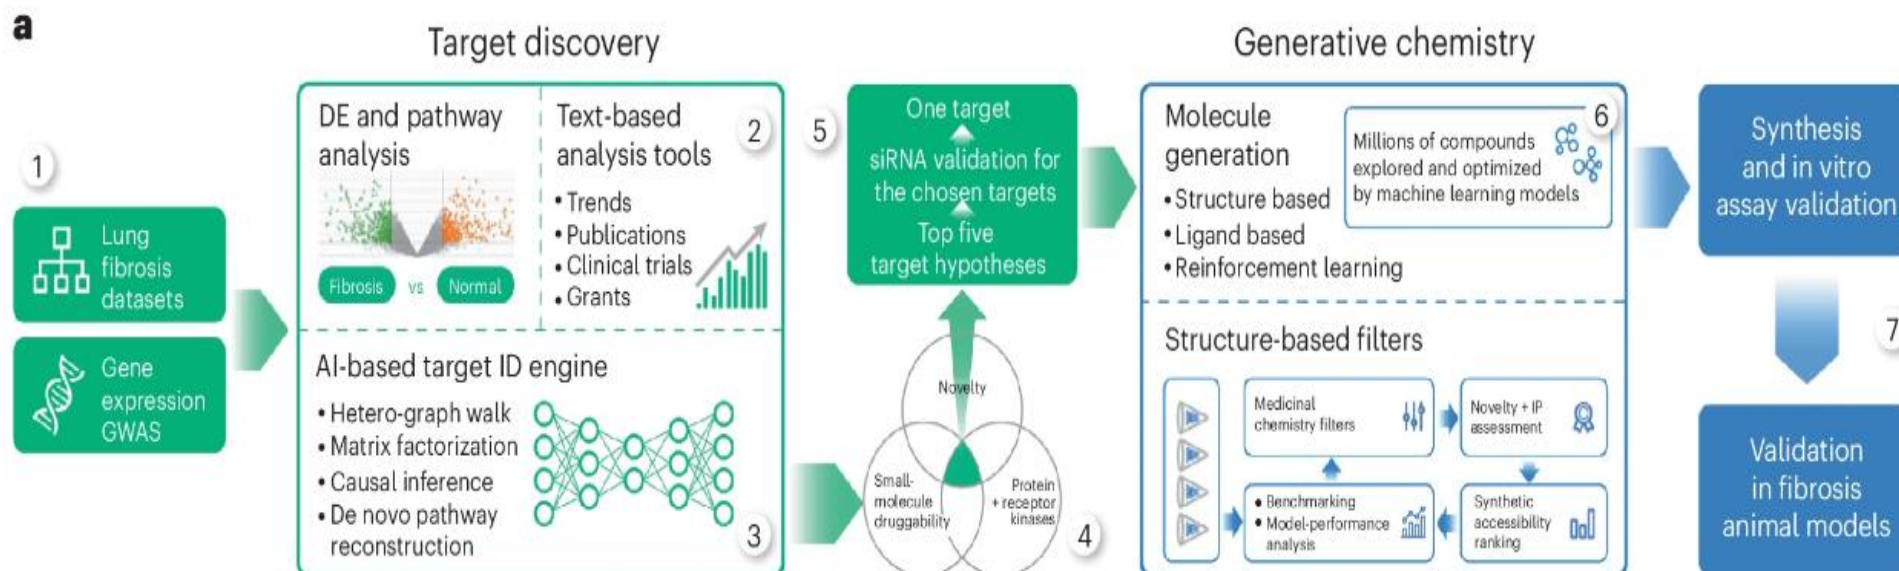 a
Target discovery
Generative chemistry
1
Lung
fibrosis
datasets
Gene
expression
GWAS
DE and pathway
analysis
Fibrosis vs Normal
Text-based
analysis tools
2
• Trends
• Publications
• Clinical trials
• Grants
AI-based target ID engine
• Hetero-graph walk
• Matrix factorization
• Causal inference
• De novo pathway
reconstruction
3
Novelty
Small-
molecule
druggability
Protein
+ receptor
kinases
4
5
One target
siRNA validation for
the chosen targets
Top five
target hypotheses
Molecule
generation
• Structure based
• Ligand based
• Reinforcement learning
6
Millions of compounds
explored and optimized
by machine learning models
Structure-based filters
Medicinal
chemistry filters
Novelty + IP
assessment
• Benchmarking
• Model-performance
analysis
Synthetic
accessibility
ranking
Synthesis
and in vitro
assay validation
7
Validation
in fibrosis
animal models